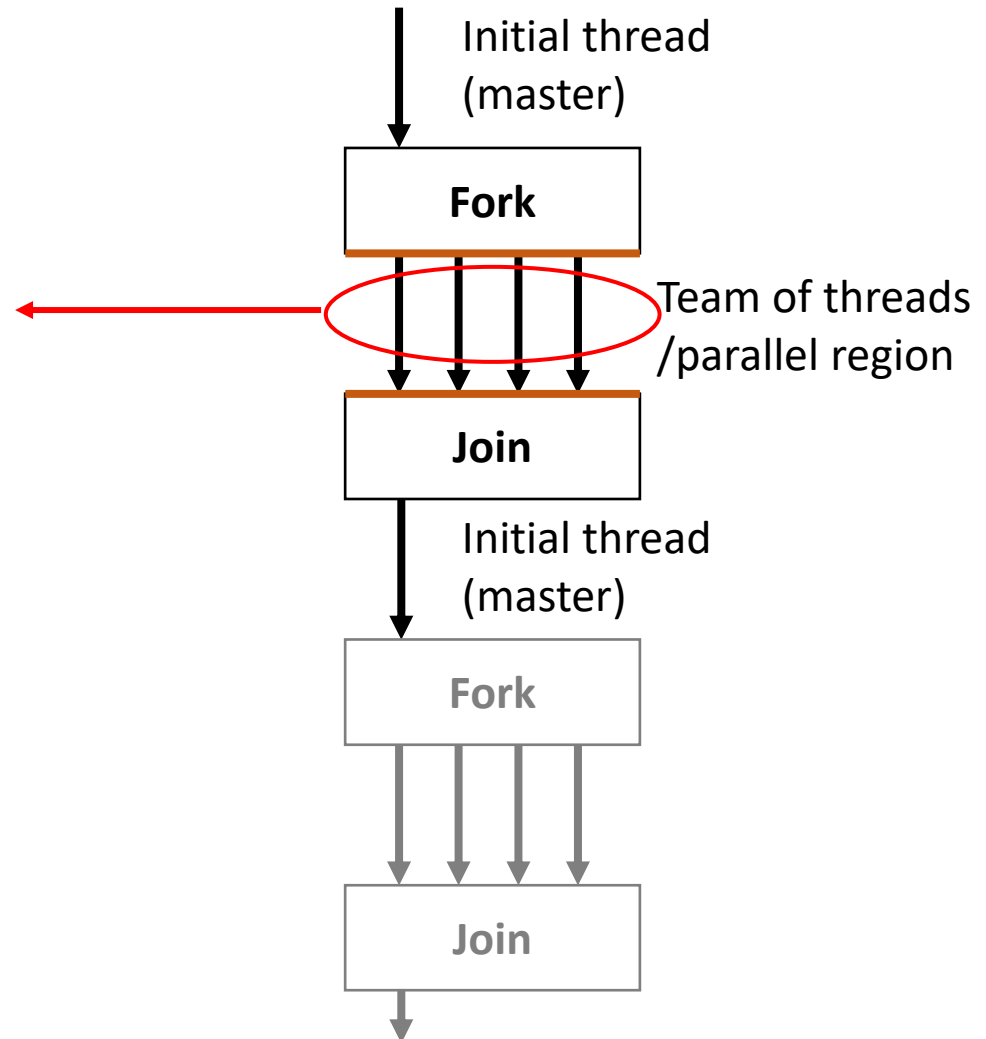 Initial thread
(master)
Fork
Team of threads
/parallel region
Join
Initial thread
(master)
Fork
Join